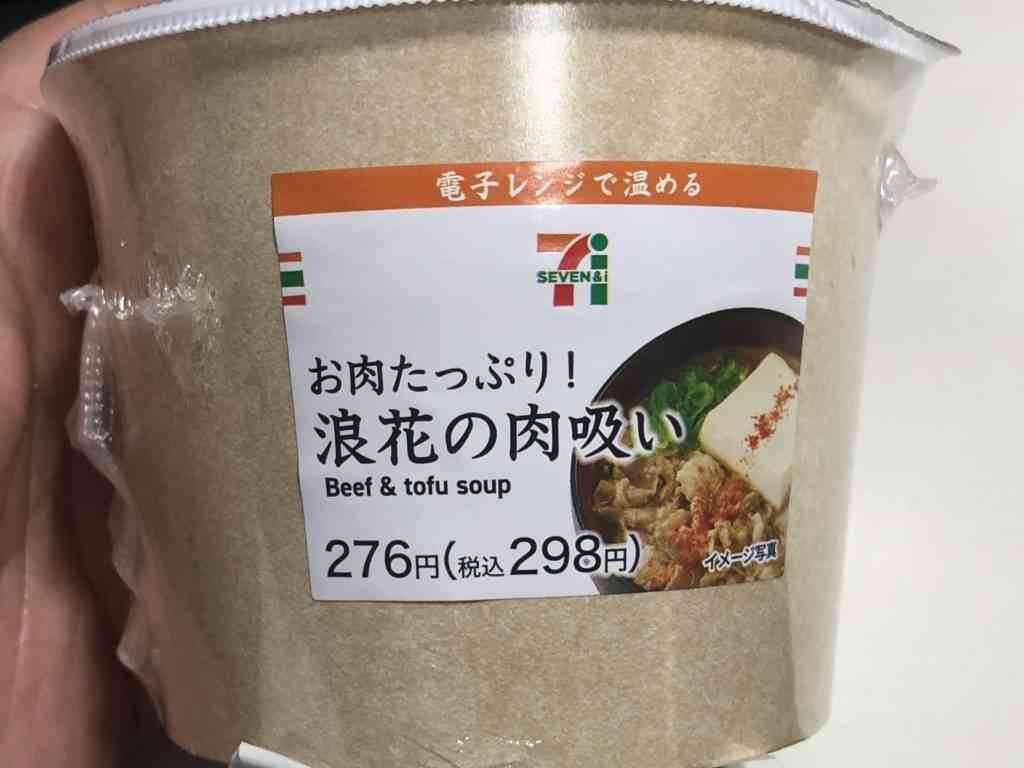 電子レンジで温める
SEVEN&i
お肉たっぷり!
浪花の肉吸い
Beef & tofu soup
276円(税込298円)
イメージ写真